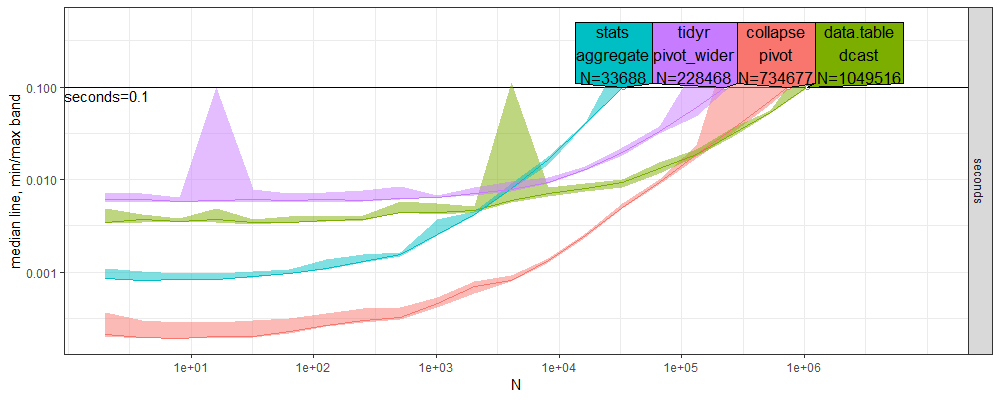 stats
aggregate
N=33688
tidyr
pivot_wider
N=228468
collapse
pivot
N=734677
data.table
dcast
N=1049516
seconds=0.1
0.100
0.010
0.001
median line, min/max band
seconds
1e+01
1e+02
1e+03
1e+04
1e+05
1e+06
N